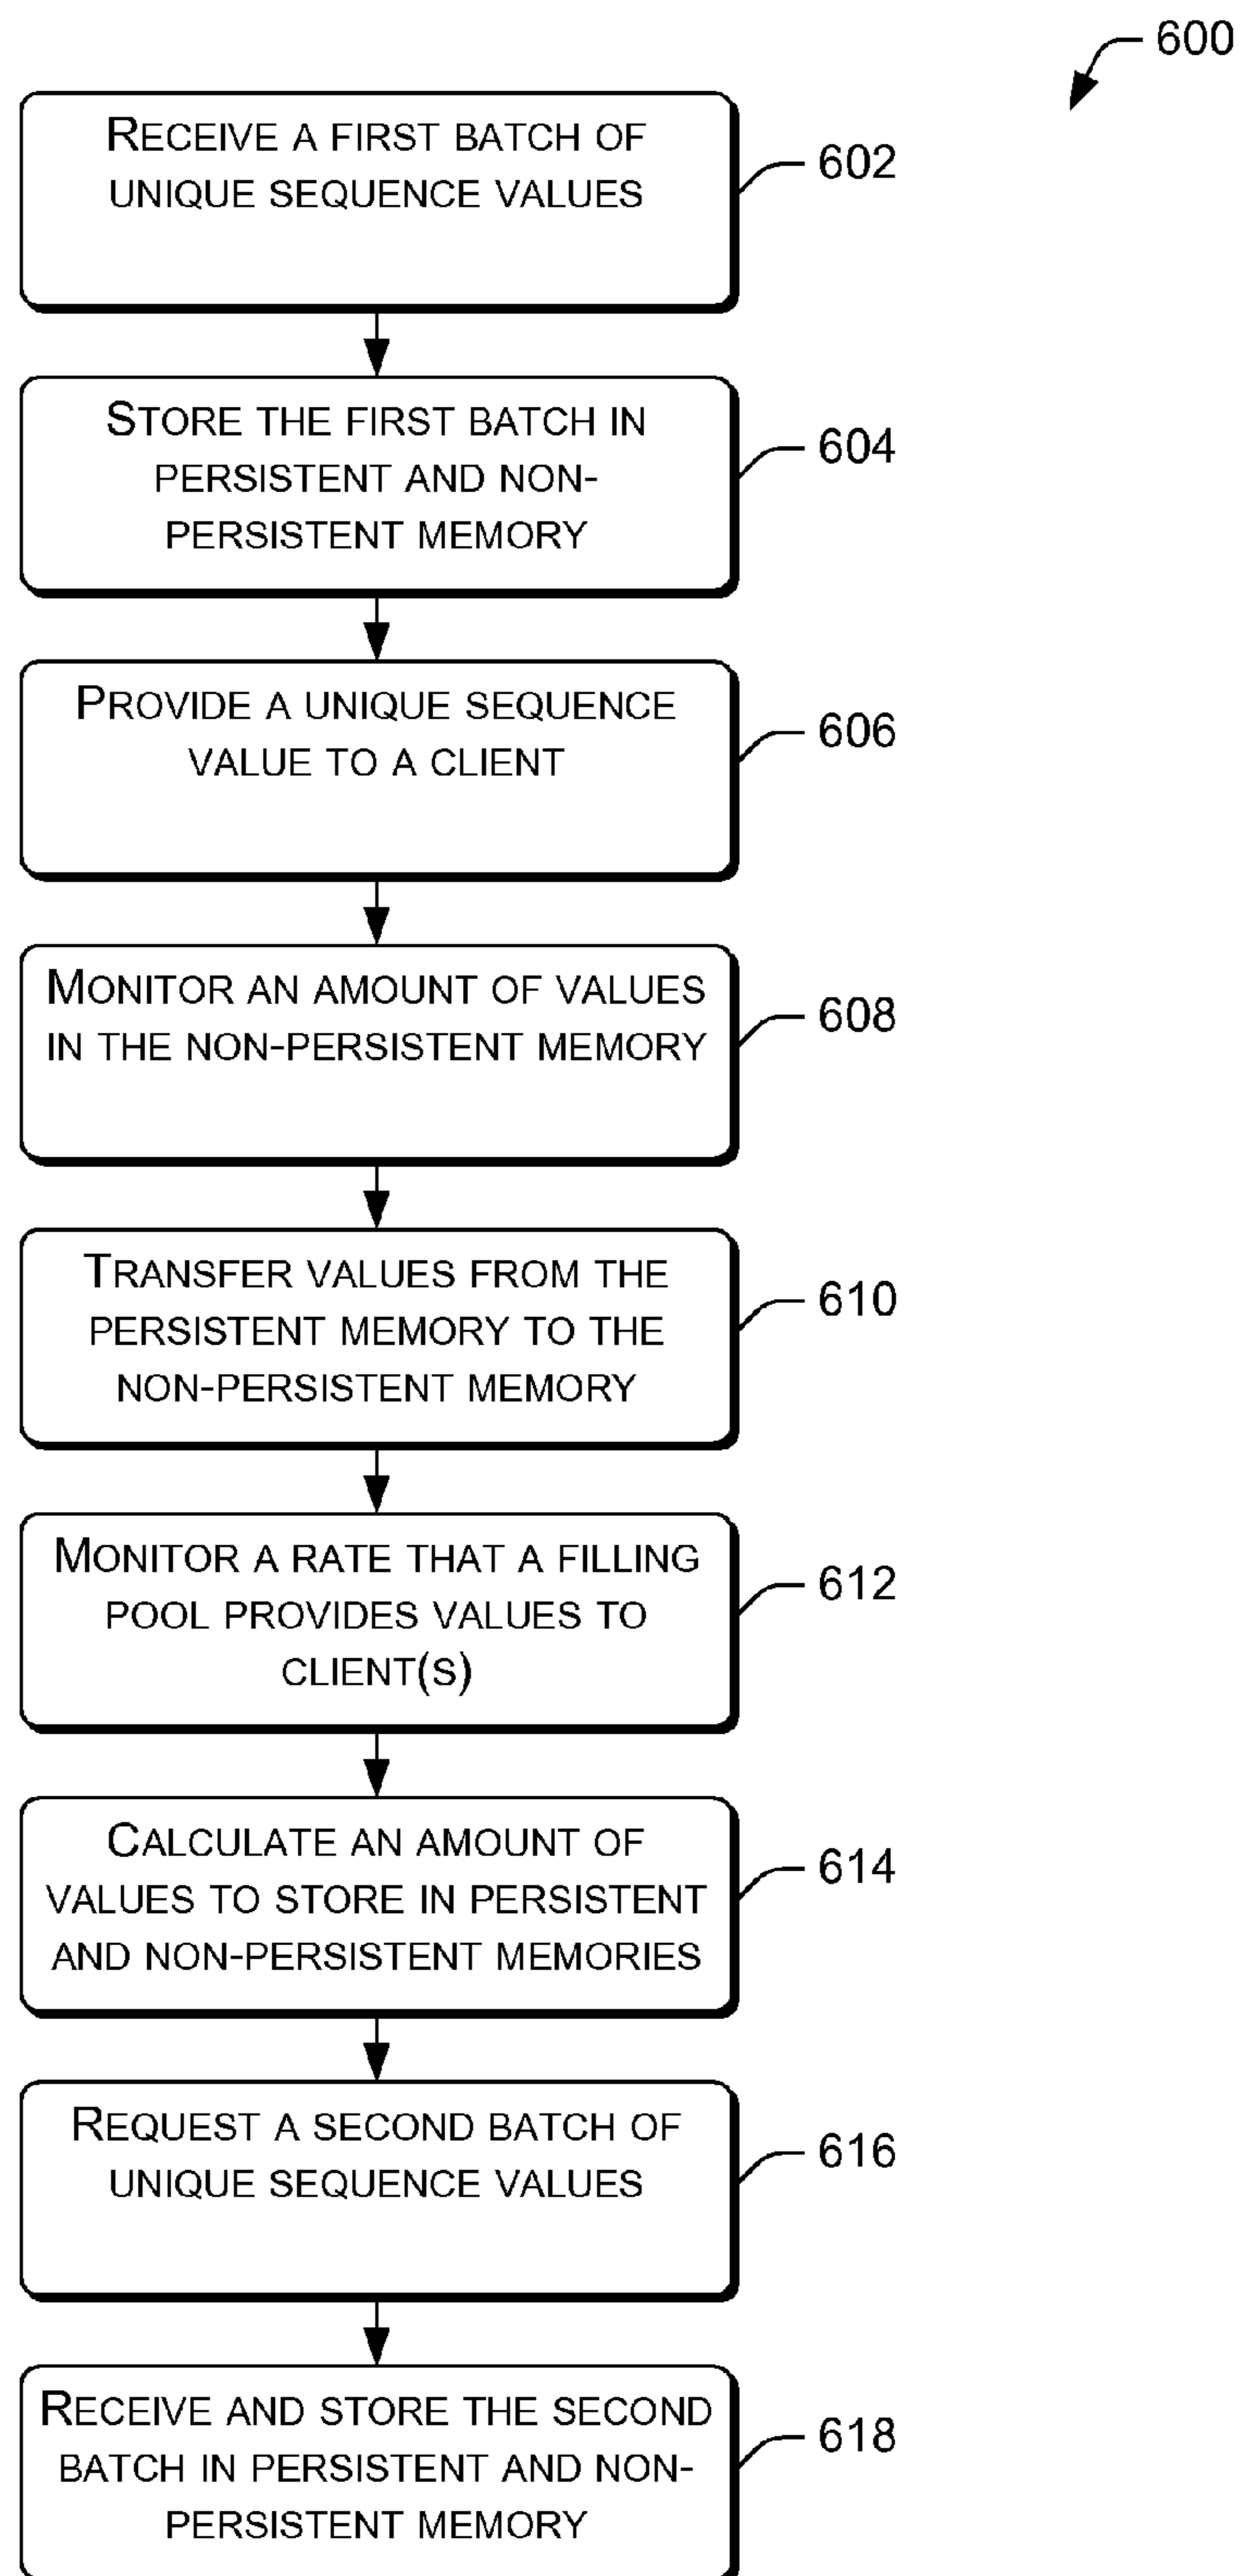 600
RECEIVE A FIRST BATCH OF
UNIQUE SEQUENCE VALUES
602
STORE THE FIRST BATCH IN
PERSISTENT AND NON-
PERSISTENT MEMORY
604
PROVIDE A UNIQUE SEQUENCE
VALUE TO A CLIENT
606
MONITOR AN AMOUNT OF VALUES
IN THE NON-PERSISTENT MEMORY
608
TRANSFER VALUES FROM THE
PERSISTENT MEMORY TO THE
NON-PERSISTENT MEMORY
610
MONITOR A RATE THAT A FILLING
POOL PROVIDES VALUES TO
CLIENT(S)
612
CALCULATE AN AMOUNT OF
VALUES TO STORE IN PERSISTENT
AND NON-PERSISTENT MEMORIES
614
REQUEST A SECOND BATCH OF
UNIQUE SEQUENCE VALUES
616
RECEIVE AND STORE THE SECOND
BATCH IN PERSISTENT AND NON-
PERSISTENT MEMORY
618